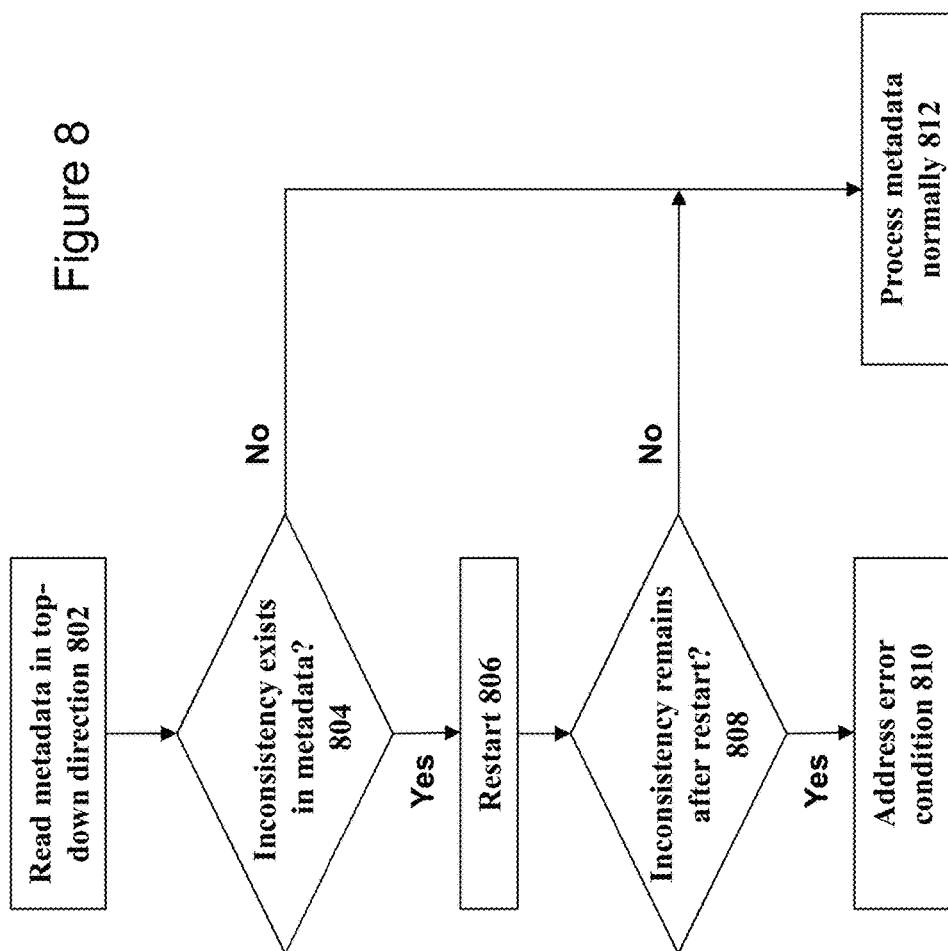 Figure 8
Read metadata in top-
down direction 802
Inconsistency exists
in metadata?
804
No
Yes
Restart 806
Inconsistency remains
after restart?
808
No
Yes
Address error
condition 810
Process metadata
normally 812